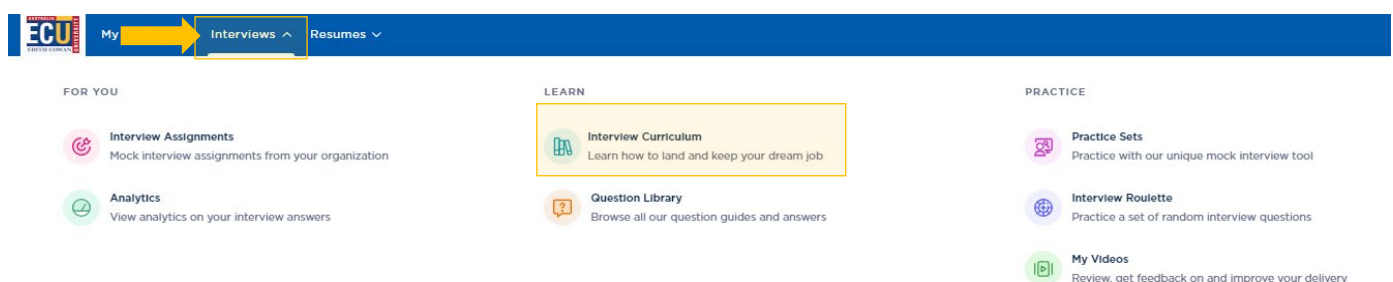 AUSTRALIA
ECU
EDITH COWAN
UNIVERSITY
My
Interviews
Resumes
FOR YOU
Interview Assignments
Mock interview assignments from your organization
Analytics
View analytics on your interview answers
LEARN
Interview Curriculum
Learn how to land and keep your dream job
Question Library
Browse all our question guides and answers
PRACTICE
Practice Sets
Practice with our unique mock interview tool
Interview Roulette
Practice a set of random interview questions
My Videos
Review, get feedback on and improve your delivery